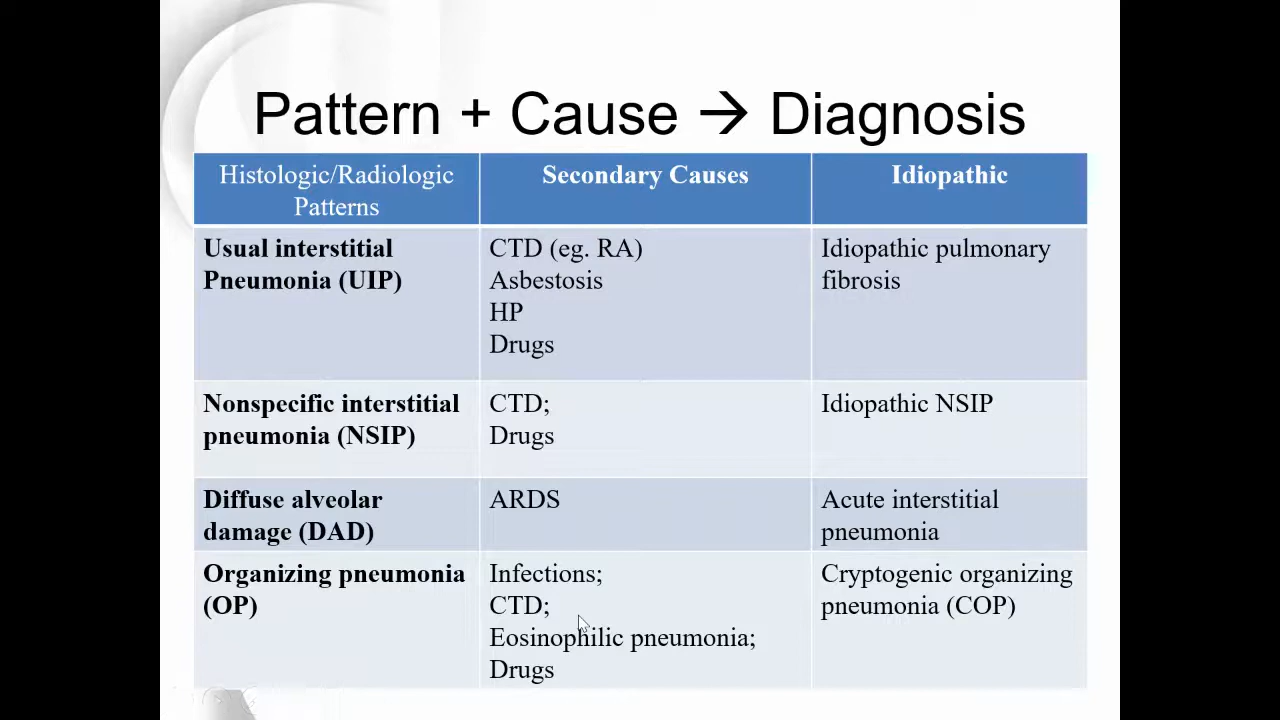 Pattern + Cause → Diagnosis
Histologic/Radiologic
Patterns
Secondary Causes
Idiopathic
Usual interstitial
Pneumonia (UIP)
CTD (eg. RA)
Asbestosis
HP
Drugs
Idiopathic pulmonary
fibrosis
Nonspecific interstitial
pneumonia (NSIP)
CTD;
Drugs
Idiopathic NSIP
Diffuse alveolar
damage (DAD)
ARDS
Acute interstitial
pneumonia
Organizing pneumonia
(OP)
Infections;
CTD;
Eosinophilic pneumonia;
Drugs
Cryptogenic organizing
pneumonia (COP)